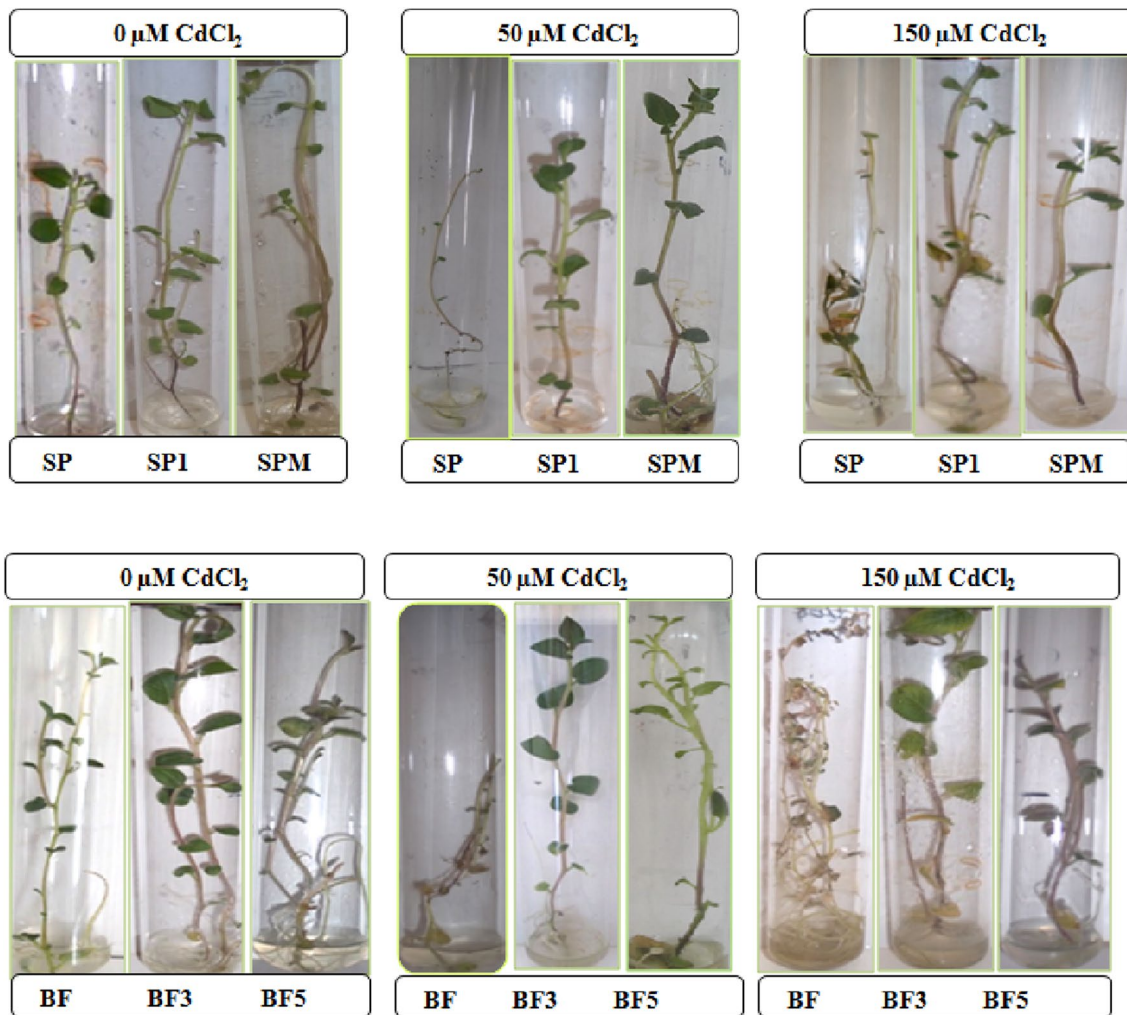 0 µM CdCl₂ 50 µM CdCl₂ 150 µM CdCl₂
SP SP1 SPM SP SP1 SPM SP SP1 SPM
0 µM CdCl₂ 50 µM CdCl₂ 150 µM CdCl₂
BF BF3 BF5 BF BF3 BF5 BF BF3 BF5